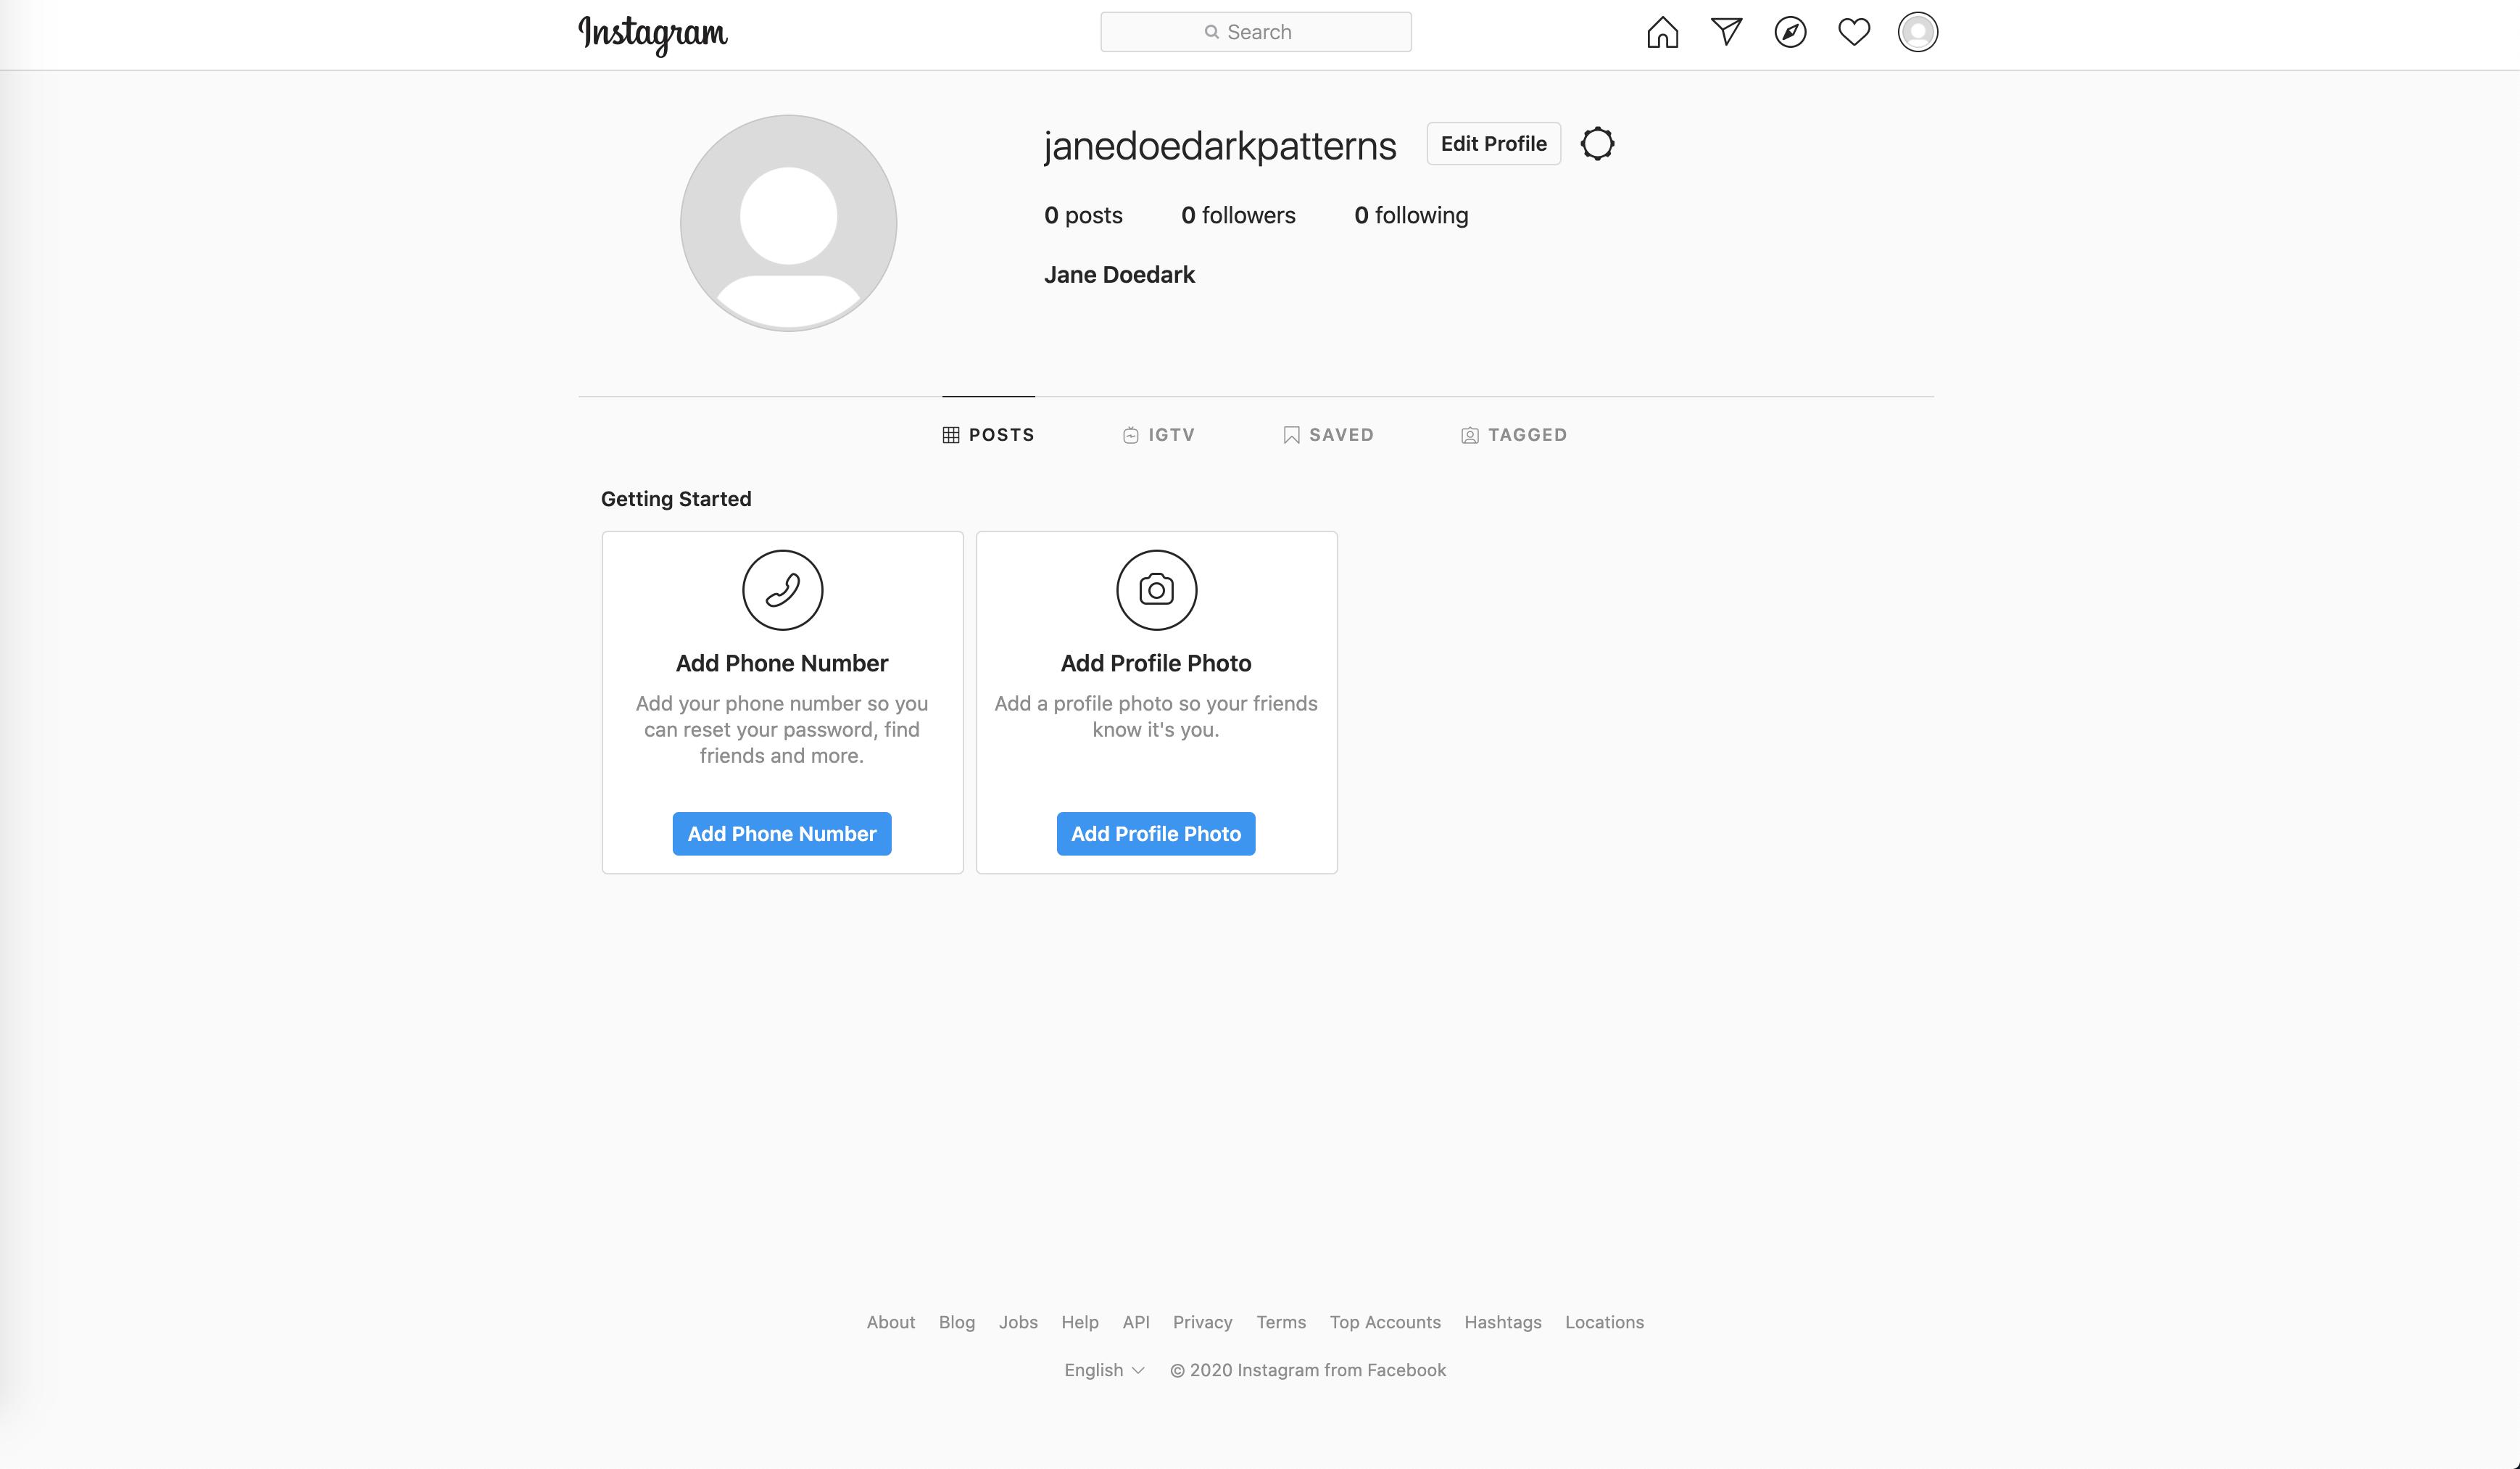 Instagram
Search
janedoedarkpatterns
Edit Profile
0 posts 0 followers 0 following
Jane Doedark
POSTS IGTV SAVED TAGGED
Getting Started
Add Phone Number
Add your phone number so you
can reset your password, find
friends and more.
Add Phone Number
Add Profile Photo
Add a profile photo so your friends
know it's you.
Add Profile Photo
About Blog Jobs Help API Privacy Terms Top Accounts Hashtags Locations
English © 2020 Instagram from Facebook